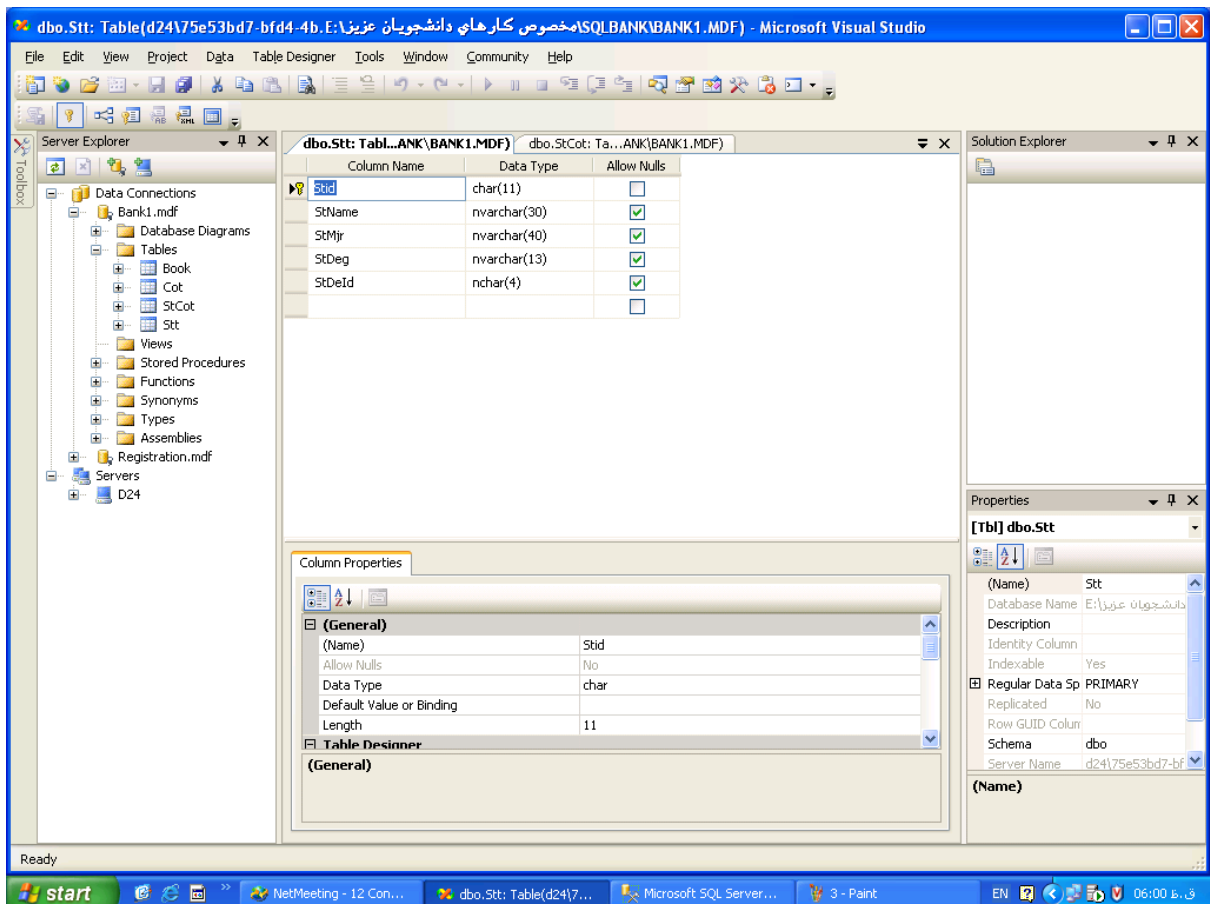 dbo.Stt: Table(d24\75e53bd7-bfd4-4b.E:\مخصوص كارهاي دانشجويان عزيز\SQLBANK\BANK1.MDF) - Microsoft Visual Studio
File Edit View Project Data Table Designer Tools Window Community Help
Toolbox
Server Explorer
Data Connections
Bank1.mdf
Database Diagrams
Tables
Book
Cot
StCot
Stt
Views
Stored Procedures
Functions
Synonyms
Types
Assemblies
Registration.mdf
Servers
D24
dbo.Stt: Tabl...ANK\BANK1.MDF) dbo.StCot: Ta...ANK\BANK1.MDF)
Column Name Data Type Allow Nulls
Stid char(11)
StName nvarchar(30)
StMjr nvarchar(40)
StDeg nvarchar(13)
StDeId nchar(4)
Column Properties
(General)
(Name) Stid
Allow Nulls No
Data Type char
Default Value or Binding
Length 11
Table Designer
(General)
Solution Explorer
Properties
[Tbl] dbo.Stt
(Name) Stt
Database Name E:\دانشجويان عزيز\
Description
Identity Column
Indexable Yes
Regular Data Sp PRIMARY
Replicated No
Row GUID Colum
Schema dbo
Server Name d24\75e53bd7-bf
(Name)
Ready
start NetMeeting - 12 Con... dbo.Stt: Table(d24\7... Microsoft SQL Server... 3 - Paint EN 06:00 ق.ظ